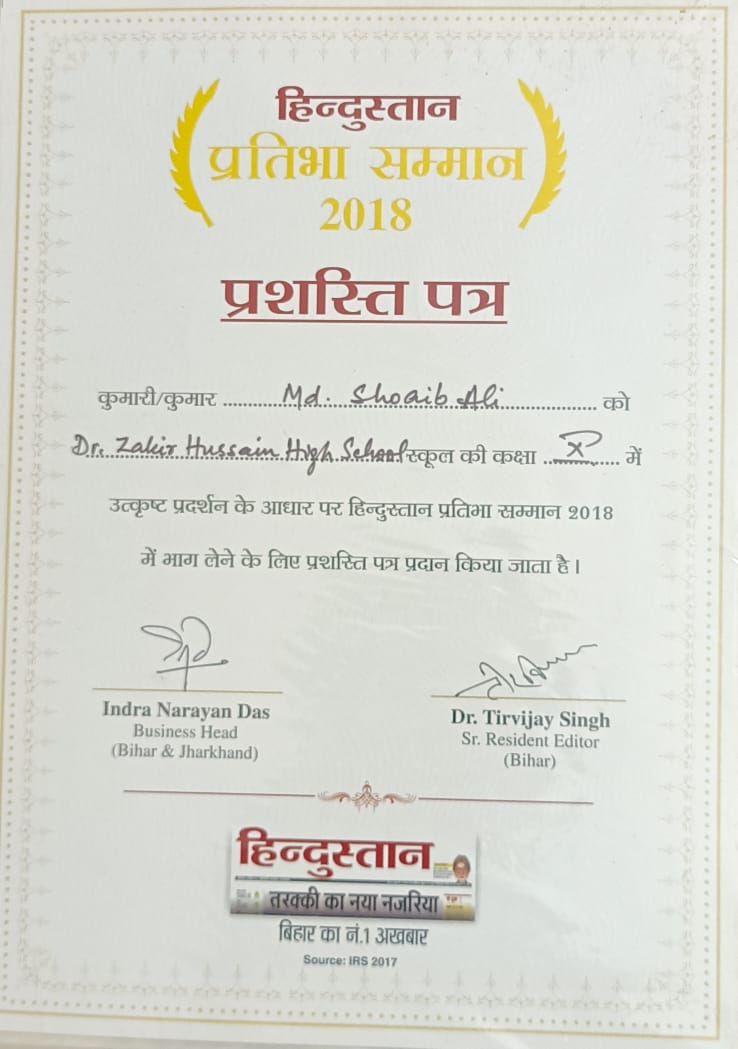 हिन्दुस्तान
प्रतिभा सम्मान
2018
प्रशस्ति पत्र
कुमारी/कुमार ............Md. Shoaib Ali.................... को
Dr. Zakir Hussain High School स्कूल की कक्षा ....X....... में
उत्कृष्ट प्रदर्शन के आधार पर हिन्दुस्तान प्रतिभा सम्मान 2018
में भाग लेने के लिए प्रशस्ति पत्र प्रदान किया जाता है।
Indra Narayan Das
Business Head
(Bihar & Jharkhand)
Dr. Tirvijay Singh
Sr. Resident Editor
(Bihar)
हिन्दुस्तान
तरक्की का नया नजरिया
बिहार का नं.1 अखबार
Source: IRS 2017